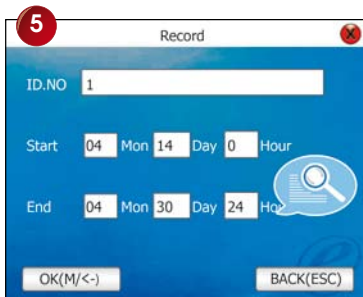 5
Record
ID.NO 1
Start 04 Mon 14 Day 0 Hour
End 04 Mon 30 Day 24
OK(M/<-) BACK(ESC)